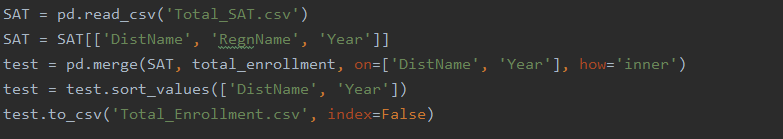 SAT = pd.read_csv('Total_SAT.csv')
SAT = SAT[['DistName', 'RegnName', 'Year']]
test = pd.merge(SAT, total_enrollment, on=['DistName', 'Year'], how='inner')
test = test.sort_values(['DistName', 'Year'])
test.to_csv('Total_Enrollment.csv', index=False)